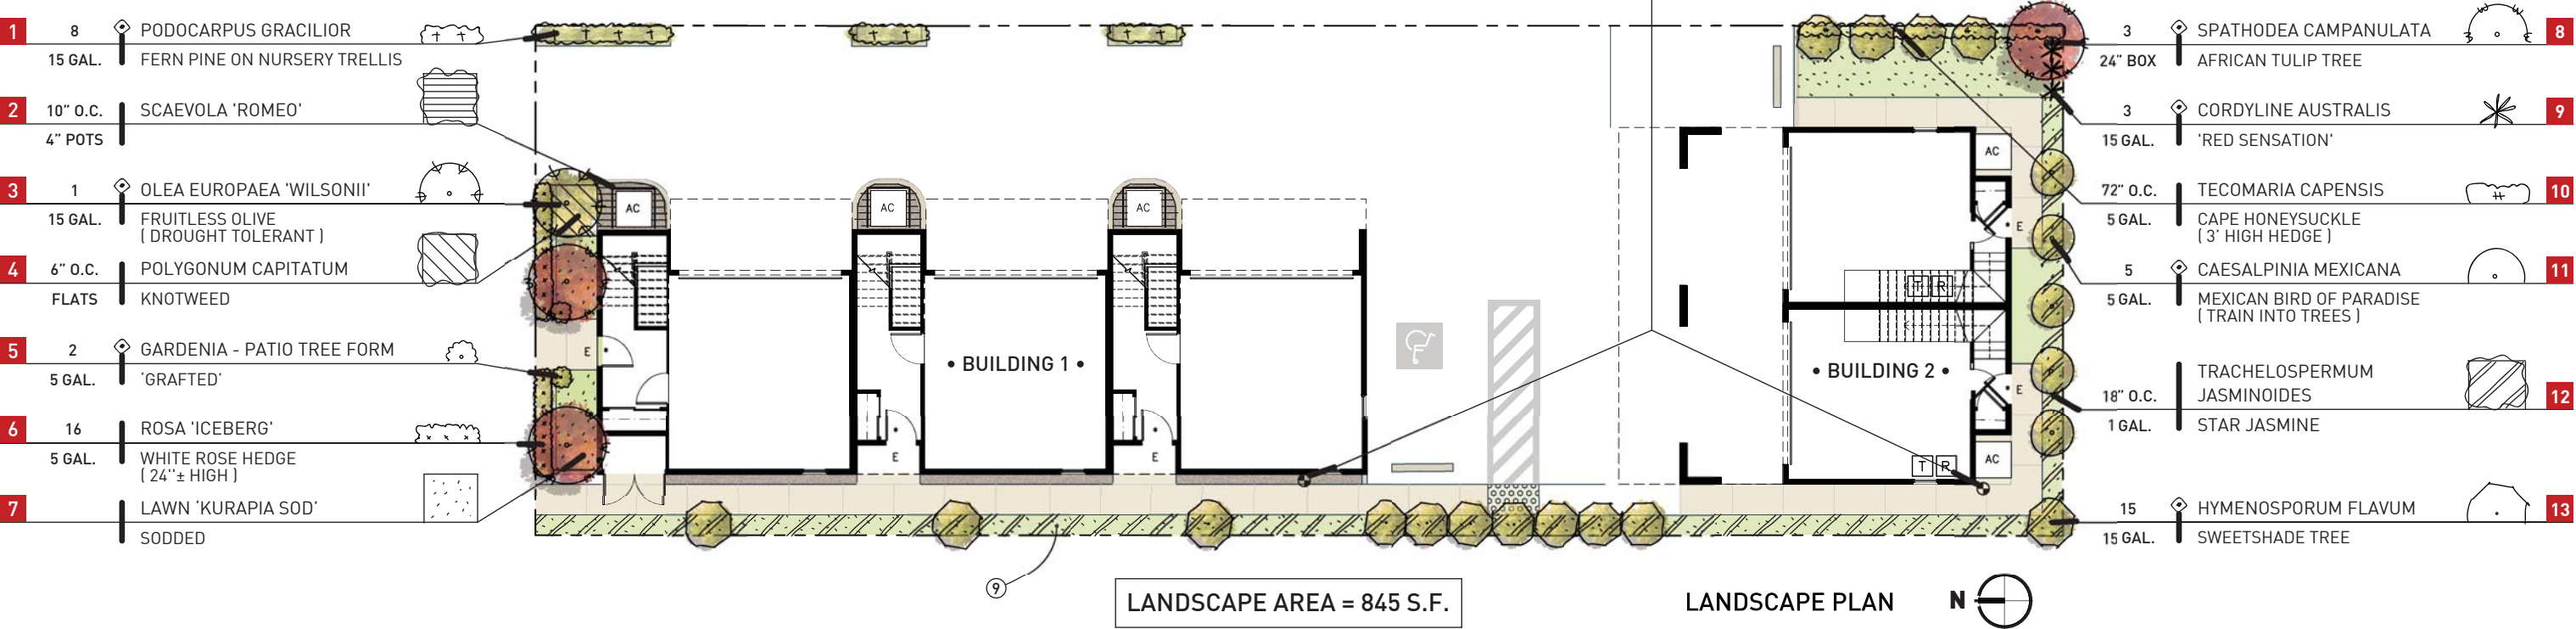 1
8
PODOCARPUS GRACILIOR
15 GAL.
FERN PINE ON NURSERY TRELLIS
2
10" O.C.
SCAEVOLA 'ROMEO'
4" POTS
3
1
OLEA EUROPAEA 'WILSONII'
15 GAL.
FRUITLESS OLIVE
( DROUGHT TOLERANT )
4
6" O.C.
POLYGONUM CAPITATUM
FLATS
KNOTWEED
5
2
GARDENIA - PATIO TREE FORM
5 GAL.
'GRAFTED'
6
16
ROSA 'ICEBERG'
5 GAL.
WHITE ROSE HEDGE
( 24''± HIGH )
7
LAWN 'KURAPIA SOD'
SODDED
AC
AC
AC
E
E
E
• BUILDING 1 •
AC
E
T R
• BUILDING 2 •
E
T R
AC
9
LANDSCAPE AREA = 845 S.F.
LANDSCAPE PLAN
N
3
SPATHODEA CAMPANULATA
8
24" BOX
AFRICAN TULIP TREE
3
CORDYLINE AUSTRALIS
9
15 GAL.
'RED SENSATION'
72" O.C.
TECOMARIA CAPENSIS
10
5 GAL.
CAPE HONEYSUCKLE
( 3' HIGH HEDGE )
5
CAESALPINIA MEXICANA
11
5 GAL.
MEXICAN BIRD OF PARADISE
( TRAIN INTO TREES )
TRACHELOSPERMUM
18" O.C.
JASMINOIDES
12
1 GAL.
STAR JASMINE
15
HYMENOSPORUM FLAVUM
13
15 GAL.
SWEETSHADE TREE